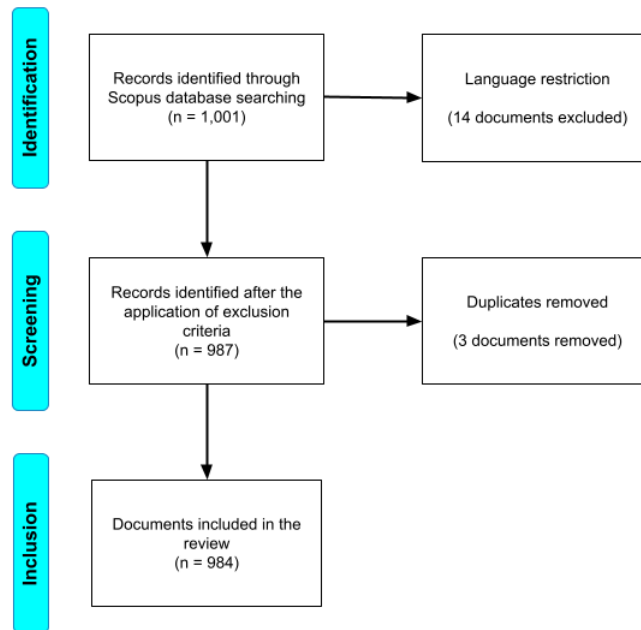 Identification
Records identified through
Scopus database searching
(n = 1,001)
Language restriction
(14 documents excluded)
Screening
Records identified after the
application of exclusion
criteria
(n = 987)
Duplicates removed
(3 documents removed)
Inclusion
Documents included in the
review
(n = 984)